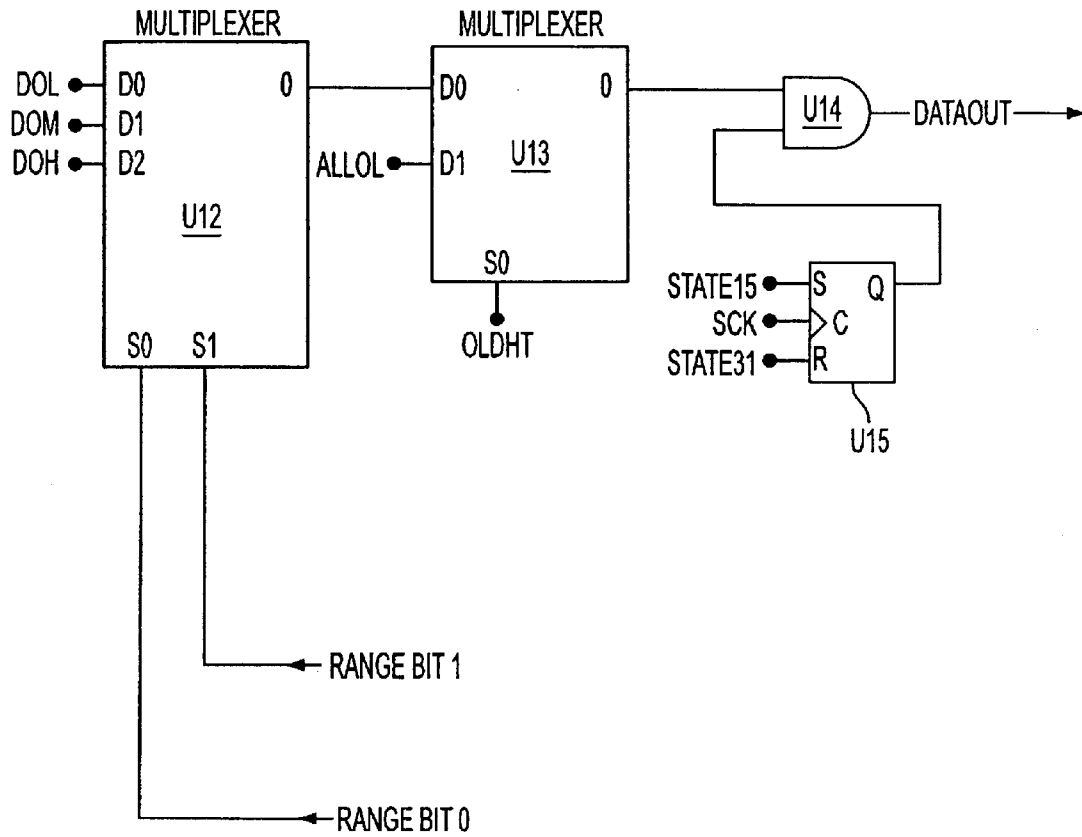 MULTIPLEXER
MULTIPLEXER
DOL D0 0
DOM D1
DOH D2
U12
D0 0
ALLOL D1
U13
S0
OLDHT
S0 S1
U14
DATAOUT
STATE15 S Q
SCK C
STATE31 R
U15
RANGE BIT 1
RANGE BIT 0